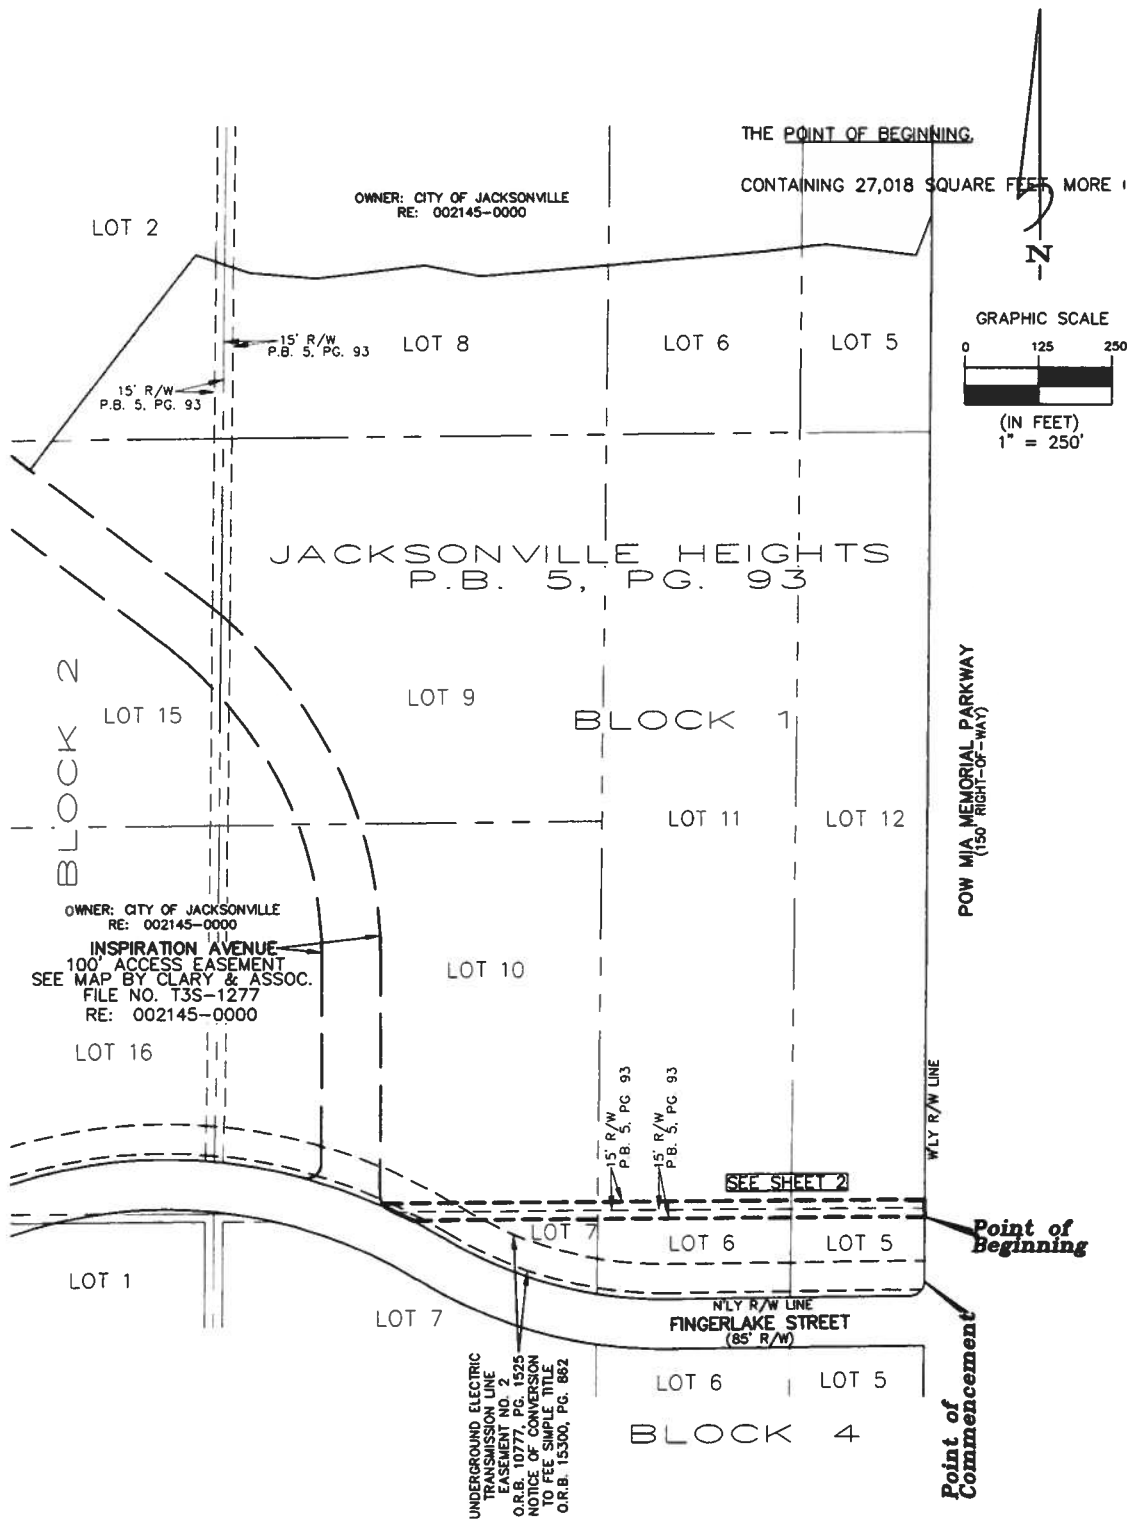 THE POINT OF BEGINNING,
CONTAINING 27,018 SQUARE FEET, MORE
N
OWNER: CITY OF JACKSONVILLE
RE: 002145-0000
LOT 2
GRAPHIC SCALE
0 125 250
(IN FEET)
1" = 250'
15' R/W
P.B. 5, PG. 93
LOT 8
LOT 6
LOT 5
15' R/W
P.B. 5, PG. 93
JACKSONVILLE HEIGHTS
P.B. 5, PG. 93
BLOCK 2
LOT 15
LOT 9
BLOCK 1
POW MIA MEMORIAL PARKWAY
(150' RIGHT-OF-WAY)
LOT 11
LOT 12
OWNER: CITY OF JACKSONVILLE
RE: 002145-0000
INSPIRATION AVENUE
100' ACCESS EASEMENT
SEE MAP BY CLARY & ASSOC.
FILE NO. T3S-1277
RE: 002145-0000
LOT 10
LOT 16
15' R/W
P.B. 5, PG 93
15' R/W
P.B. 5, PG. 93
W'LY R/W LINE
SEE SHEET 2
Point of
Beginning
LOT 7
LOT 6
LOT 5
LOT 1
LOT 7
N'LY R/W LINE
FINGERLAKE STREET
(85' R/W)
UNDERGROUND ELECTRIC
TRANSMISSION LINE
EASEMENT NO. 2
O.R.B. 10777, PG. 1525
NOTICE OF CONVERSION
TO FEE SIMPLE TITLE
O.R.B. 15300, PG. 862
LOT 6
LOT 5
BLOCK 4
Point of
Commencement